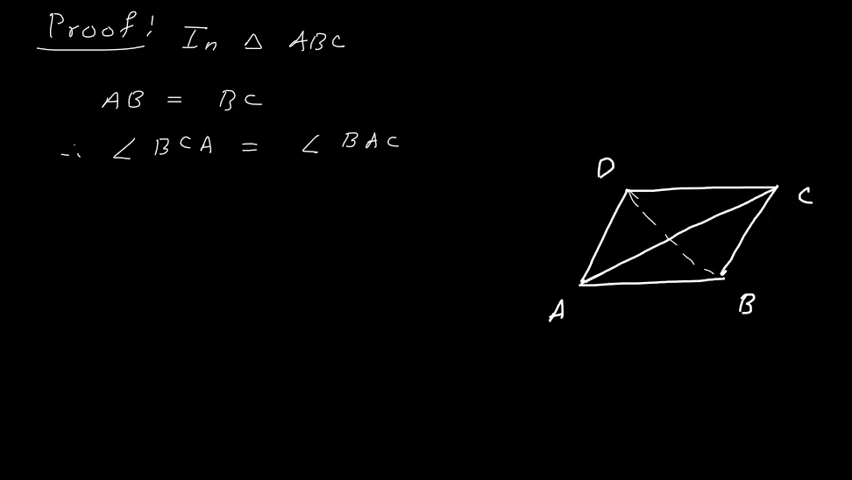 Proof! In △ ABC
AB = BC
∴ ∠ BCA = ∠ BAC
D
C
A
B